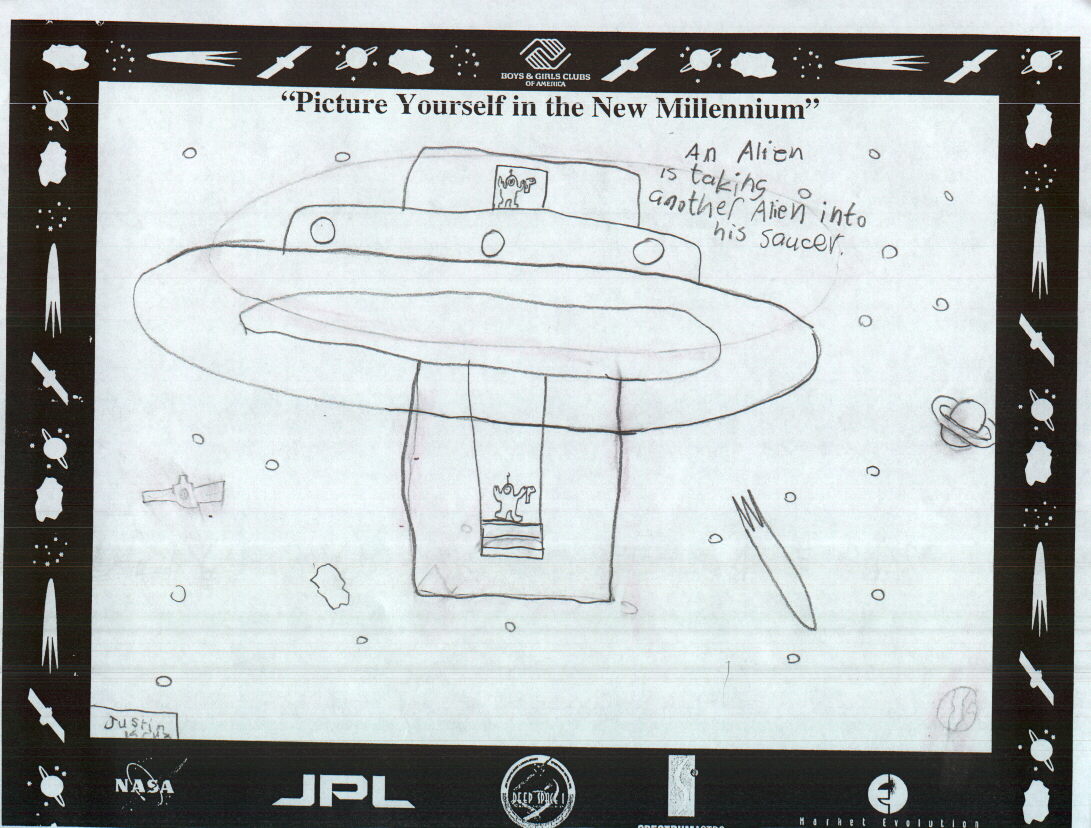 BOYS & GIRLS CLUBS
OF AMERICA
“Picture Yourself in the New Millennium”
An Alien
is taking
another Alien into
his saucer.
Justin
NASA
JPL
DEEP SPACE 1
Market Evolution